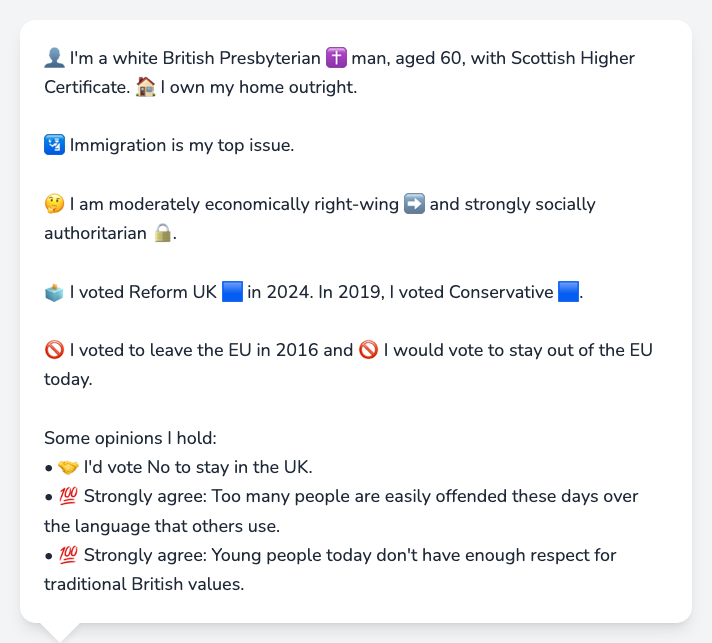 👤 I'm a white British Presbyterian ✝️ man, aged 60, with Scottish Higher
Certificate. 🏠 I own my home outright.
🛂 Immigration is my top issue.
🤔 I am moderately economically right-wing ➡️ and strongly socially
authoritarian 🔒.
🗳️ I voted Reform UK 🟦 in 2024. In 2019, I voted Conservative 🟦.
🚫 I voted to leave the EU in 2016 and 🚫 I would vote to stay out of the EU
today.
Some opinions I hold:
• 🤝 I'd vote No to stay in the UK.
• 💯 Strongly agree: Too many people are easily offended these days over
the language that others use.
• 💯 Strongly agree: Young people today don't have enough respect for
traditional British values.